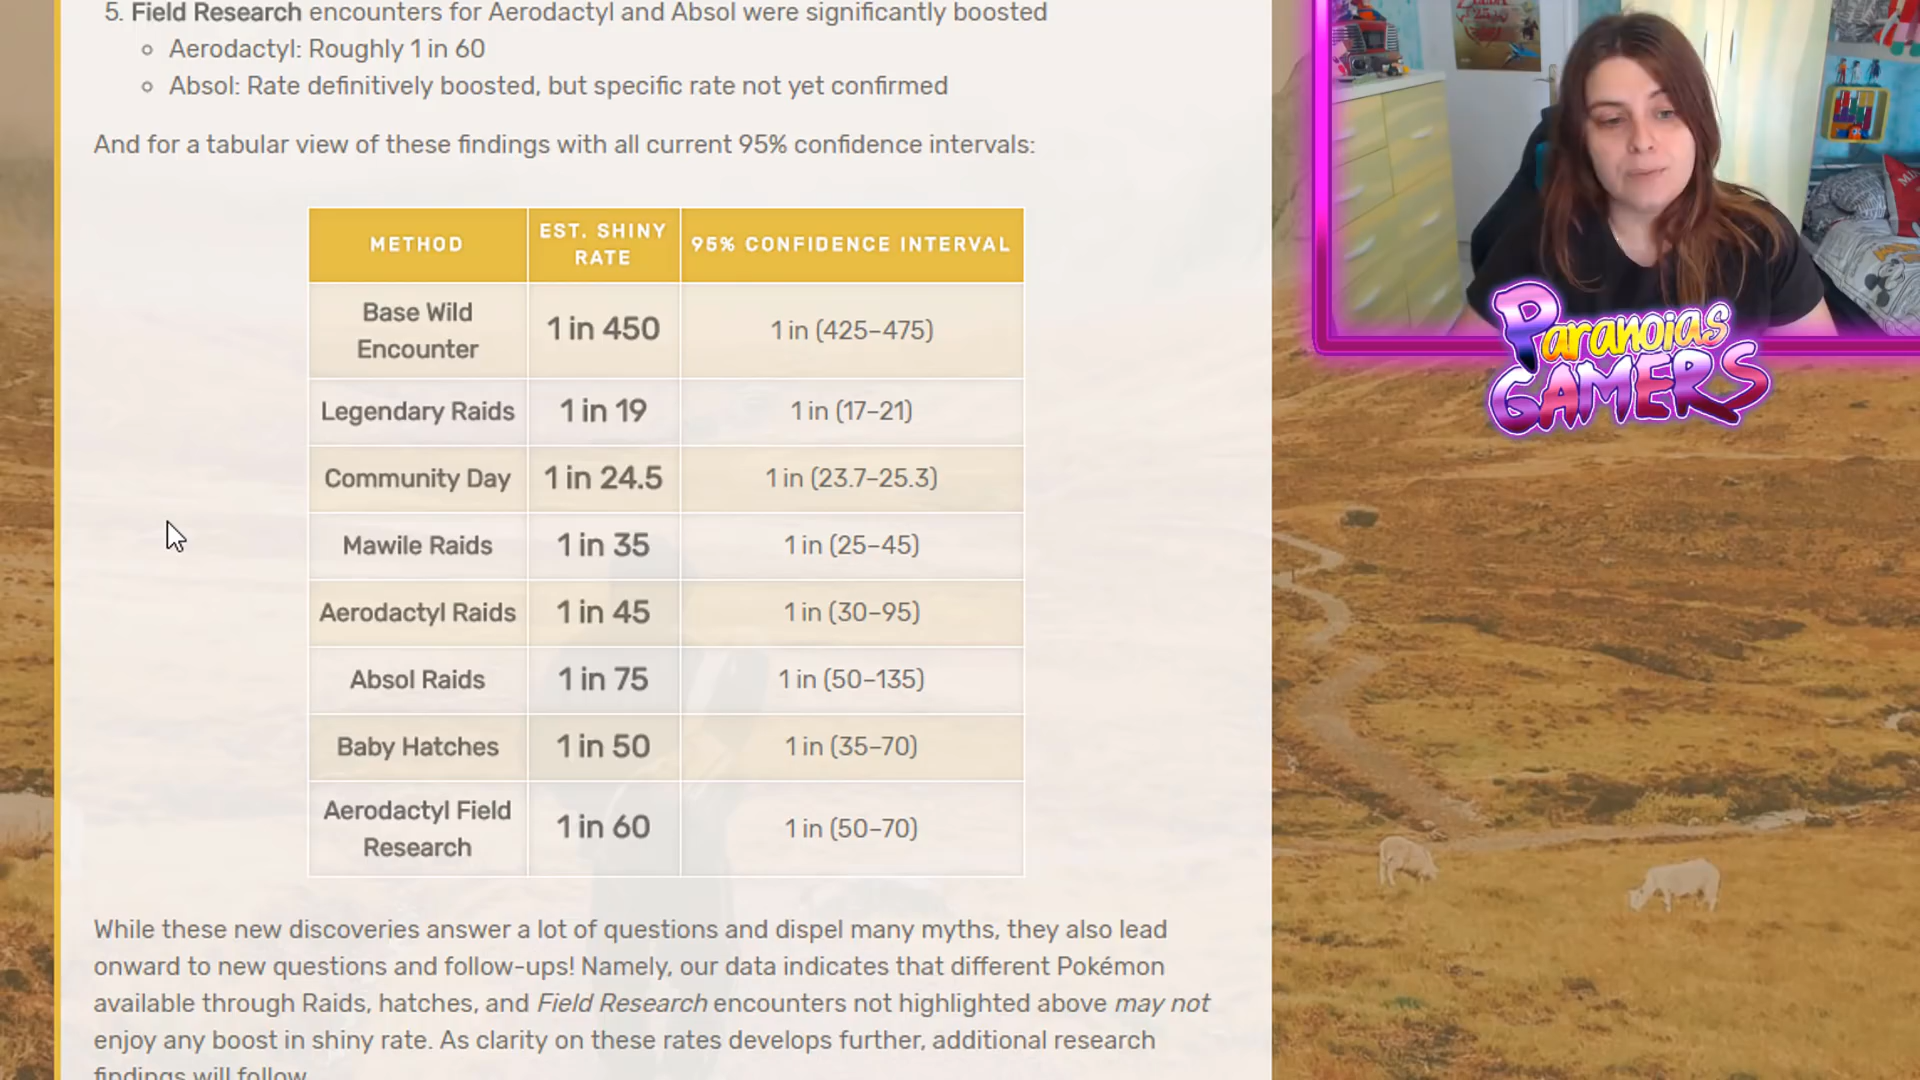 5. Field Research encounters for Aerodactyl and Absol were significantly boosted
Aerodactyl: Roughly 1 in 60
Absol: Rate definitively boosted, but specific rate not yet confirmed
And for a tabular view of these findings with all current 95% confidence intervals:
METHOD EST. SHINY RATE 95% CONFIDENCE INTERVAL
Base Wild Encounter 1 in 450 1 in (425–475)
Legendary Raids 1 in 19 1 in (17–21)
Community Day 1 in 24.5 1 in (23.7–25.3)
Mawile Raids 1 in 35 1 in (25–45)
Aerodactyl Raids 1 in 45 1 in (30–95)
Absol Raids 1 in 75 1 in (50–135)
Baby Hatches 1 in 50 1 in (35–70)
Aerodactyl Field Research 1 in 60 1 in (50–70)
While these new discoveries answer a lot of questions and dispel many myths, they also lead
onward to new questions and follow-ups! Namely, our data indicates that different Pokémon
available through Raids, hatches, and Field Research encounters not highlighted above may not
enjoy any boost in shiny rate. As clarity on these rates develops further, additional research
findings will follow
Paranoias
GAMERS